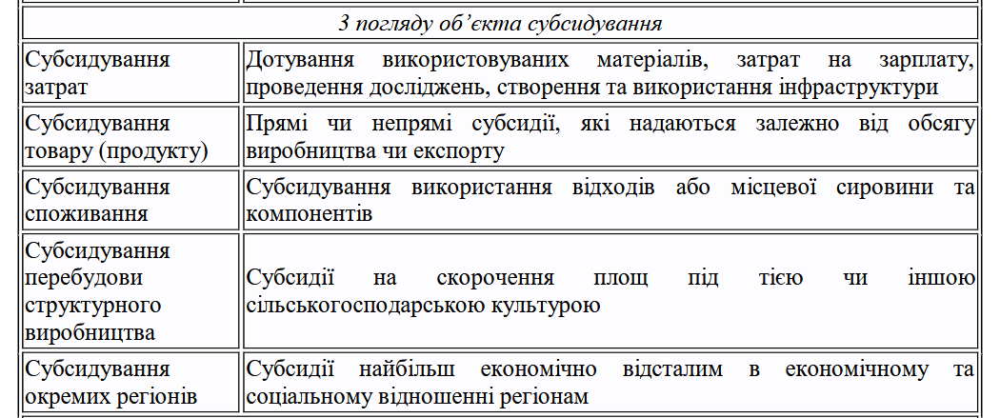 З погляду об’єкта субсидування
Субсидування
затрат
Дотування використовуваних матеріалів, затрат на зарплату,
проведення досліджень, створення та використання інфраструктури
Субсидування
товару (продукту)
Прямі чи непрямі субсидії, які надаються залежно від обсягу
виробництва чи експорту
Субсидування
споживання
Субсидування використання відходів або місцевої сировини та
компонентів
Субсидування
перебудови
структурного
виробництва
Субсидії на скорочення площ під тією чи іншою
сільськогосподарською культурою
Субсидування
окремих регіонів
Субсидії найбільш економічно відсталим в економічному та
соціальному відношенні регіонам